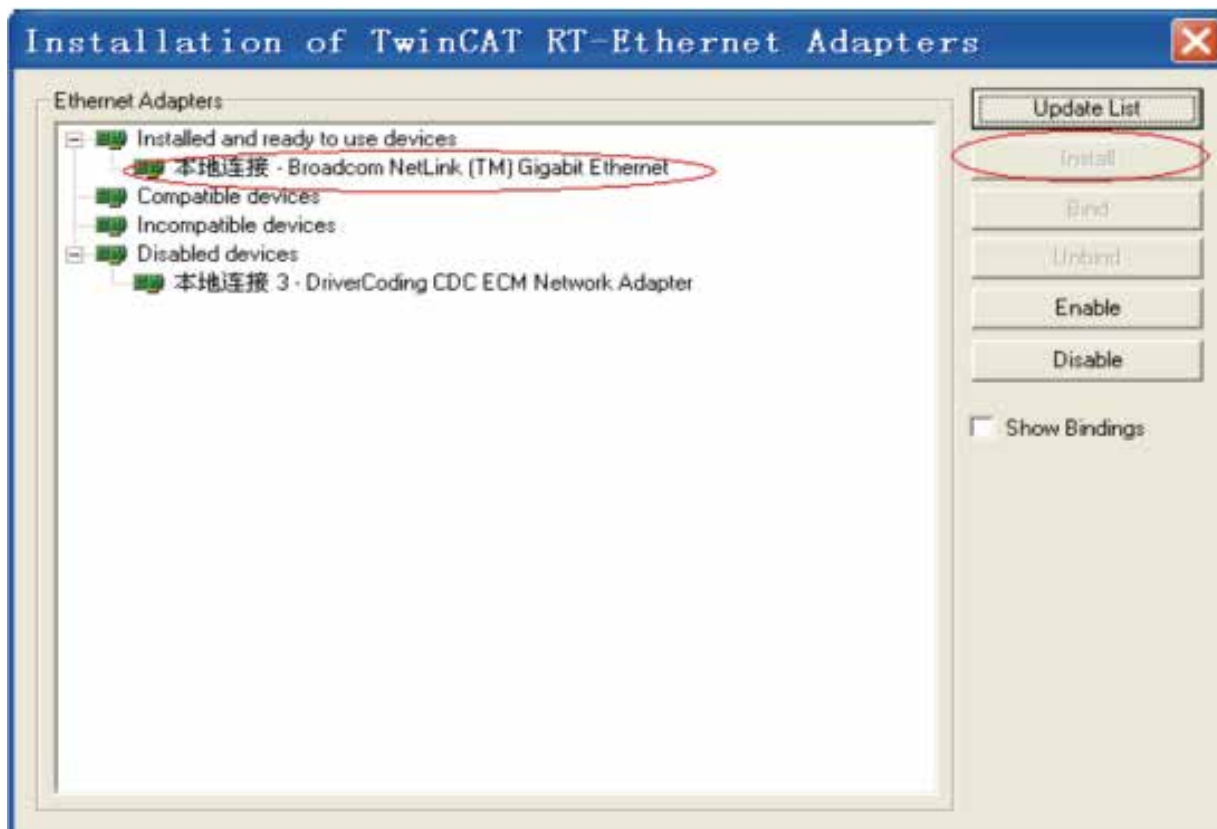 Installation of TwinCAT RT-Ethernet Adapters
Ethernet Adapters
Installed and ready to use devices
本地连接 - Broadcom NetLink (TM) Gigabit Ethernet
Compatible devices
Incompatible devices
Disabled devices
本地连接 3 - DriverCoding CDC ECM Network Adapter
Update List
Install
Bind
Unbind
Enable
Disable
Show Bindings